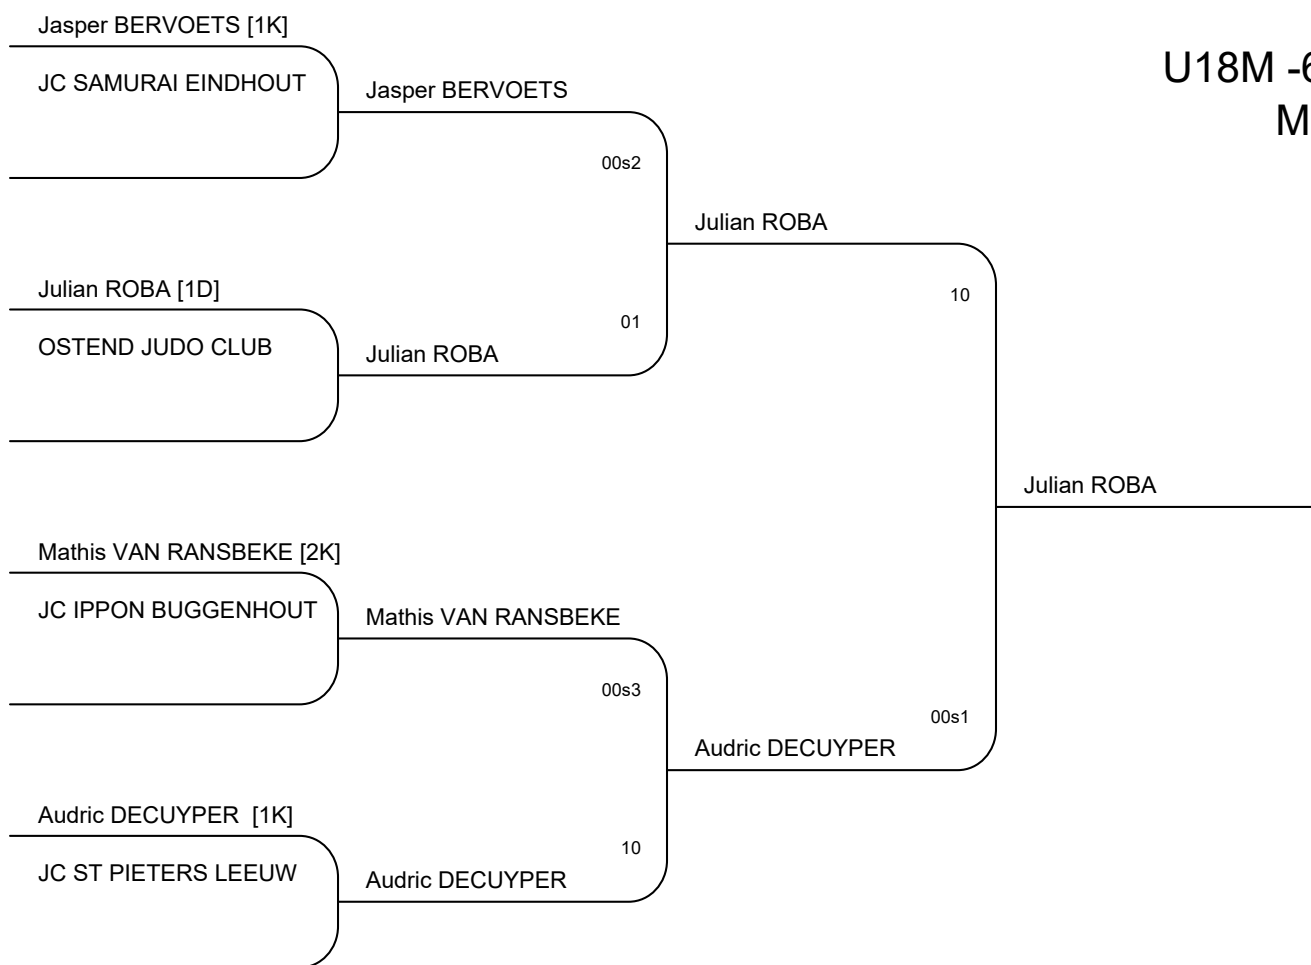 Jasper BERVOETS [1K]
JC SAMURAI EINDHOUT
Jasper BERVOETS
U18M -6
M
00s2
Julian ROBA
Julian ROBA [1D]
10
OSTEND JUDO CLUB
01
Julian ROBA
Julian ROBA
Mathis VAN RANSBEKE [2K]
JC IPPON BUGGENHOUT
Mathis VAN RANSBEKE
00s3
00s1
Audric DECUYPER
Audric DECUYPER [1K]
10
JC ST PIETERS LEEUW
Audric DECUYPER